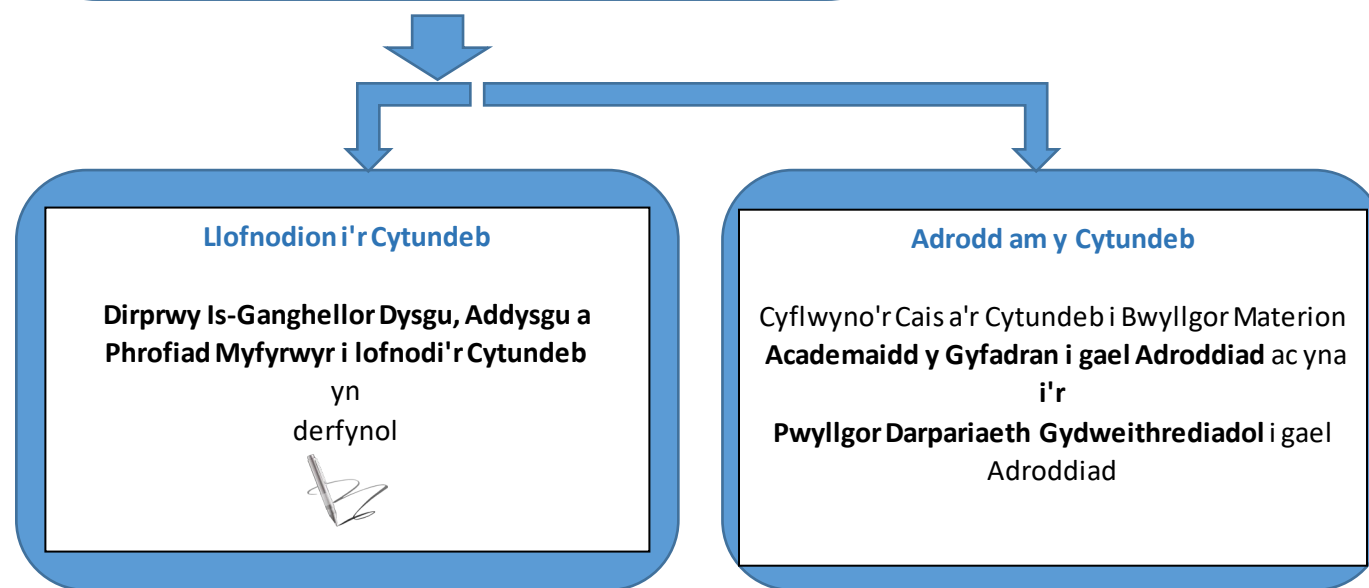 Llofnodion i'r Cytundeb
Dirprwy Is-Ganghellor Dysgu, Addysgu a
Phrofiad Myfyrwyr i lofnodi'r Cytundeb
yn
derfynol
Adrodd am y Cytundeb
Cyflwyno'r Cais a'r Cytundeb i Bwyllgor Materion
Academaidd y Gyfadran i gael Adroddiad ac yna
i'r
Pwyllgor Darpariaeth Gydweithrediadol i gael
Adroddiad